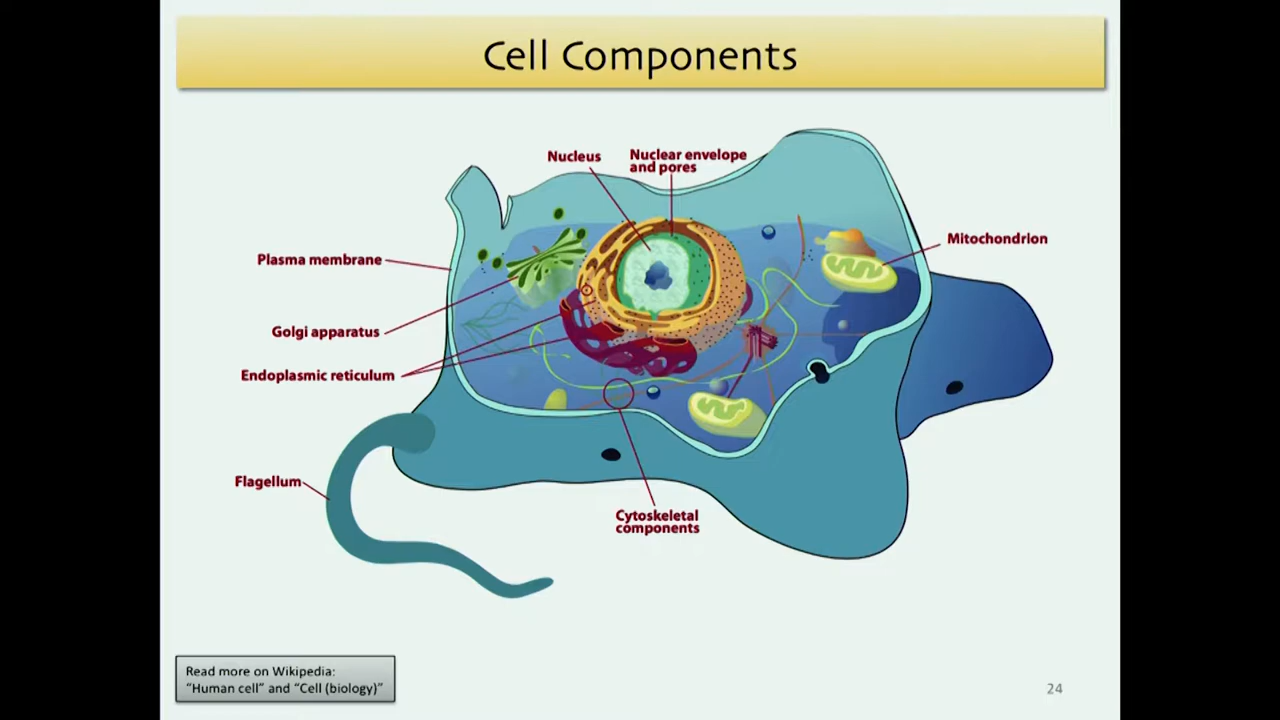 Cell Components
Nucleus
Nuclear envelope
and pores
Mitochondrion
Plasma membrane
Golgi apparatus
Endoplasmic reticulum
Flagellum
Cytoskeletal
components
Read more on Wikipedia:
“Human cell” and “Cell (biology)”
24